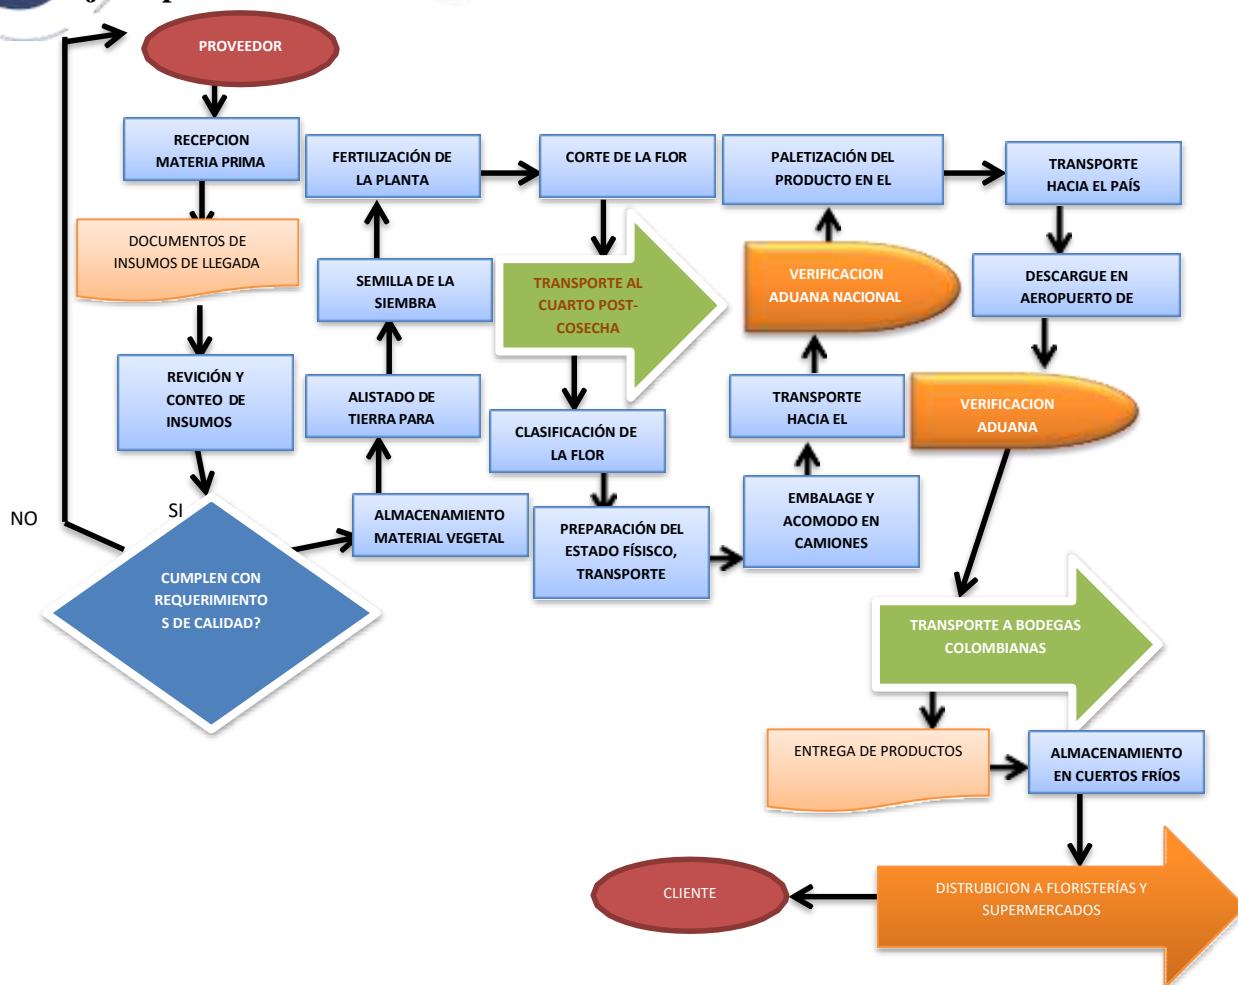 PROVEEDOR
RECEPCION
MATERIA PRIMA
DOCUMENTOS DE
INSUMOS DE LLEGADA
REVICIÓN Y
CONTEO DE
INSUMOS
NO
SI
CUMPLEN CON
REQUERIMIENTO
S DE CALIDAD?
ALMACENAMIENTO
MATERIAL VEGETAL
ALISTADO DE
TIERRA PARA
SEMILLA DE LA
SIEMBRA
FERTILIZACIÓN DE
LA PLANTA
CORTE DE LA FLOR
TRANSPORTE AL
CUARTO POST-
COSECHA
CLASIFICACIÓN DE
LA FLOR
PREPARACIÓN DEL
ESTADO FÍSISCO,
TRANSPORTE
EMBALAGE Y
ACOMODO EN
CAMIONES
TRANSPORTE
HACIA EL
VERIFICACION
ADUANA NACIONAL
PALETIZACIÓN DEL
PRODUCTO EN EL
TRANSPORTE
HACIA EL PAÍS
DESCARGUE EN
AEROPUERTO DE
VERIFICACION
ADUANA
TRANSPORTE A BODEGAS
COLOMBIANAS
ENTREGA DE PRODUCTOS
ALMACENAMIENTO
EN CUERTOS FRÍOS
DISTRUBICION A FLORISTERÍAS Y
SUPERMERCADOS
CLIENTE